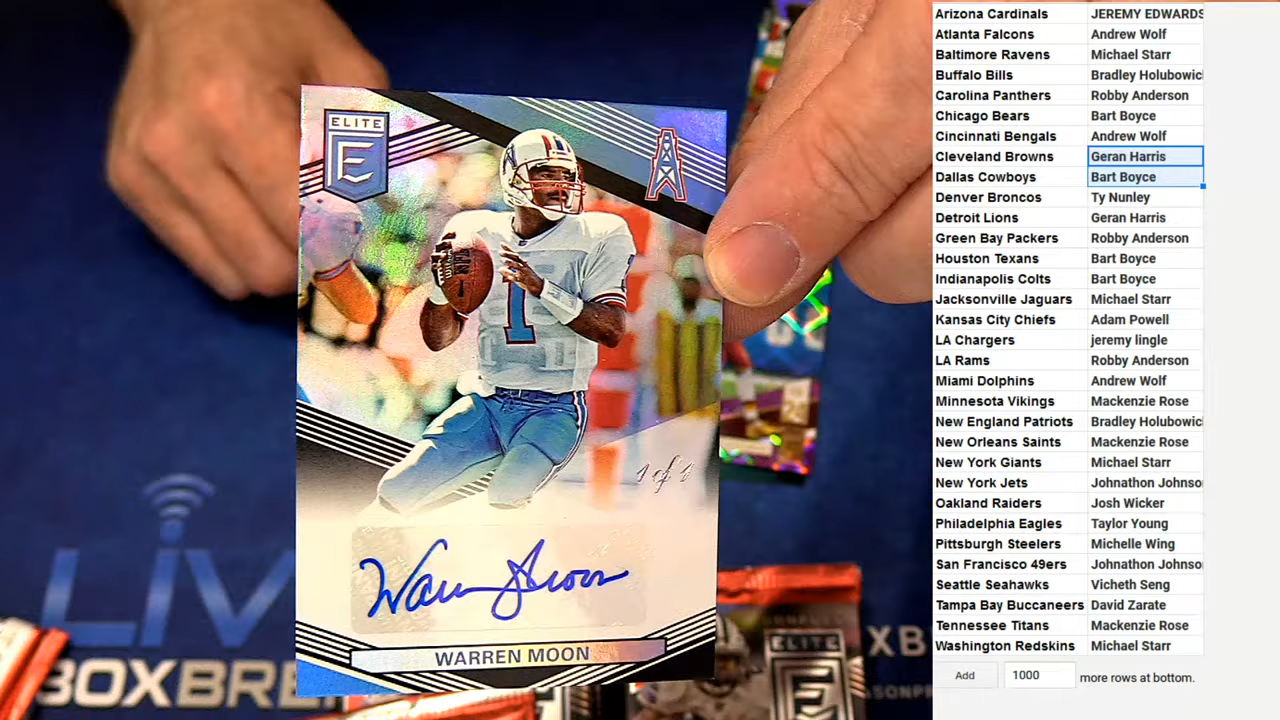 ELITE
E
1
1 of 1
Warren Moon
WARREN MOON
LIV
BOXBRE
XB
ELITE
Arizona Cardinals JEREMY EDWARDS
Atlanta Falcons Andrew Wolf
Baltimore Ravens Michael Starr
Buffalo Bills Bradley Holubowic
Carolina Panthers Robby Anderson
Chicago Bears Bart Boyce
Cincinnati Bengals Andrew Wolf
Cleveland Browns Geran Harris
Dallas Cowboys Bart Boyce
Denver Broncos Ty Nunley
Detroit Lions Geran Harris
Green Bay Packers Robby Anderson
Houston Texans Bart Boyce
Indianapolis Colts Bart Boyce
Jacksonville Jaguars Michael Starr
Kansas City Chiefs Adam Powell
LA Chargers jeremy lingle
LA Rams Robby Anderson
Miami Dolphins Andrew Wolf
Minnesota Vikings Mackenzie Rose
New England Patriots Bradley Holubowic
New Orleans Saints Mackenzie Rose
New York Giants Michael Starr
New York Jets Johnathon Johnso
Oakland Raiders Josh Wicker
Philadelphia Eagles Taylor Young
Pittsburgh Steelers Michelle Wing
San Francisco 49ers Johnathon Johnso
Seattle Seahawks Vicheth Seng
Tampa Bay Buccaneers David Zarate
Tennessee Titans Mackenzie Rose
Washington Redskins Michael Starr
Add 1000 more rows at bottom.